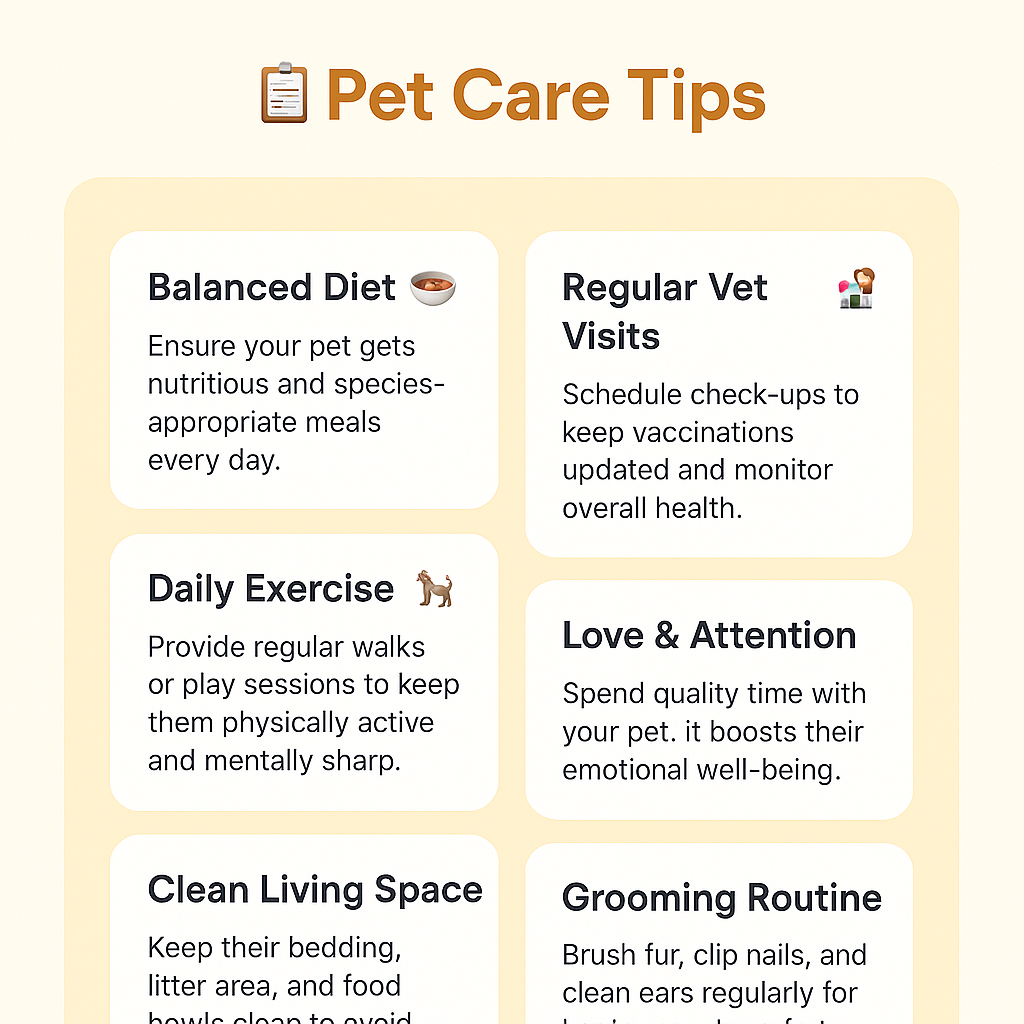 Pet Care Tips
Balanced Diet
Ensure your pet gets
nutritious and species-
appropriate meals
every day.
Regular Vet
Visits
Schedule check-ups to
keep vaccinations
updated and monitor
overall health.
Daily Exercise
Provide regular walks
or play sessions to keep
them physically active
and mentally sharp.
Love & Attention
Spend quality time with
your pet. it boosts their
emotional well-being.
Clean Living Space
Keep their bedding,
litter area, and food
bowls clean to avoid
Grooming Routine
Brush fur, clip nails, and
clean ears regularly for